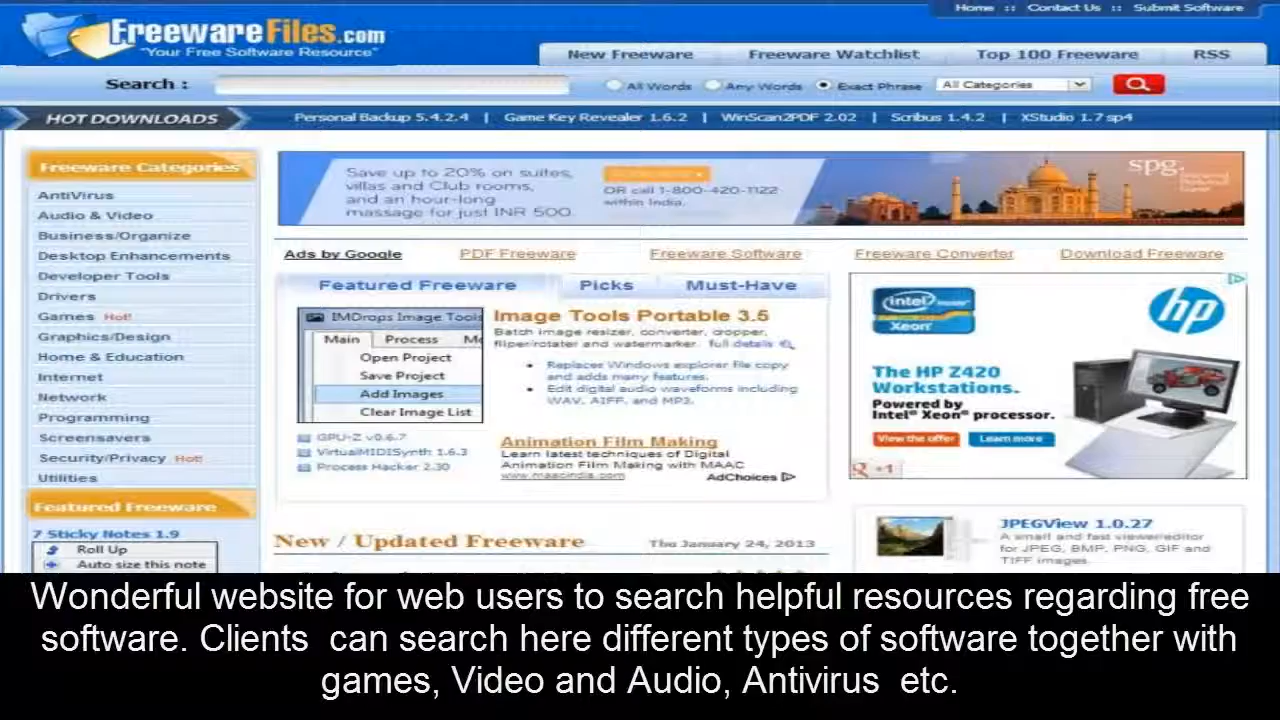 Home :: Contact Us :: Submit Software
FreewareFiles.com
"Your Free Software Resource"
New Freeware Freeware Watchlist Top 100 Freeware RSS
Search : All Words Any Words Exact Phrase All Categories
HOT DOWNLOADS Personal Backup 5.4.2.4 | Game Key Revealer 1.6.2 | WinScan2PDF 2.02 | Scribus 1.4.2 | XStudio 1.7 sp4
Freeware Categories
AntiVirus
Audio & Video
Business/Organize
Desktop Enhancements
Developer Tools
Drivers
Games Hot!
Graphics/Design
Home & Education
Internet
Network
Programming
Screensavers
Security/Privacy Hot!
Utilities
Featured Freeware
7 Sticky Notes 1.9
Roll Up
Auto size this note
Save up to 20% on suites,
villas and Club rooms,
and an hour-long
massage for just INR 500.
OR call 1-800-420-1122
within India.
spg.
Ads by Google PDF Freeware Freeware Software Freeware Converter Download Freeware
Featured Freeware Picks Must-Have
IMDrops Image Tools
Main Process
Open Project
Save Project
Add Images
Clear Image List
Image Tools Portable 3.5
Batch image resizer, converter, cropper,
fliper/rotater and watermarker. full details
• Replaces Windows explorer file copy
and adds many features.
• Edit digital audio waveforms including
WAV, AIFF, and MP3.
GPU-Z v0.6.7
VirtualMIDISynth 1.6.3
Process Hacker 2.30
Animation Film Making
Learn latest techniques of Digital
Animation Film Making with MAAC
www.maacindia.com
AdChoices
intel
Xeon
hp
The HP Z420
Workstations.
Powered by
Intel® Xeon® processor.
View the offer Learn more
g +1
New / Updated Freeware Thu January 24, 2013
JPEGView 1.0.27
A small and fast viewer/editor
for JPEG, BMP, PNG, GIF and
TIFF images.
Wonderful website for web users to search helpful resources regarding free
software. Clients can search here different types of software together with
games, Video and Audio, Antivirus etc.